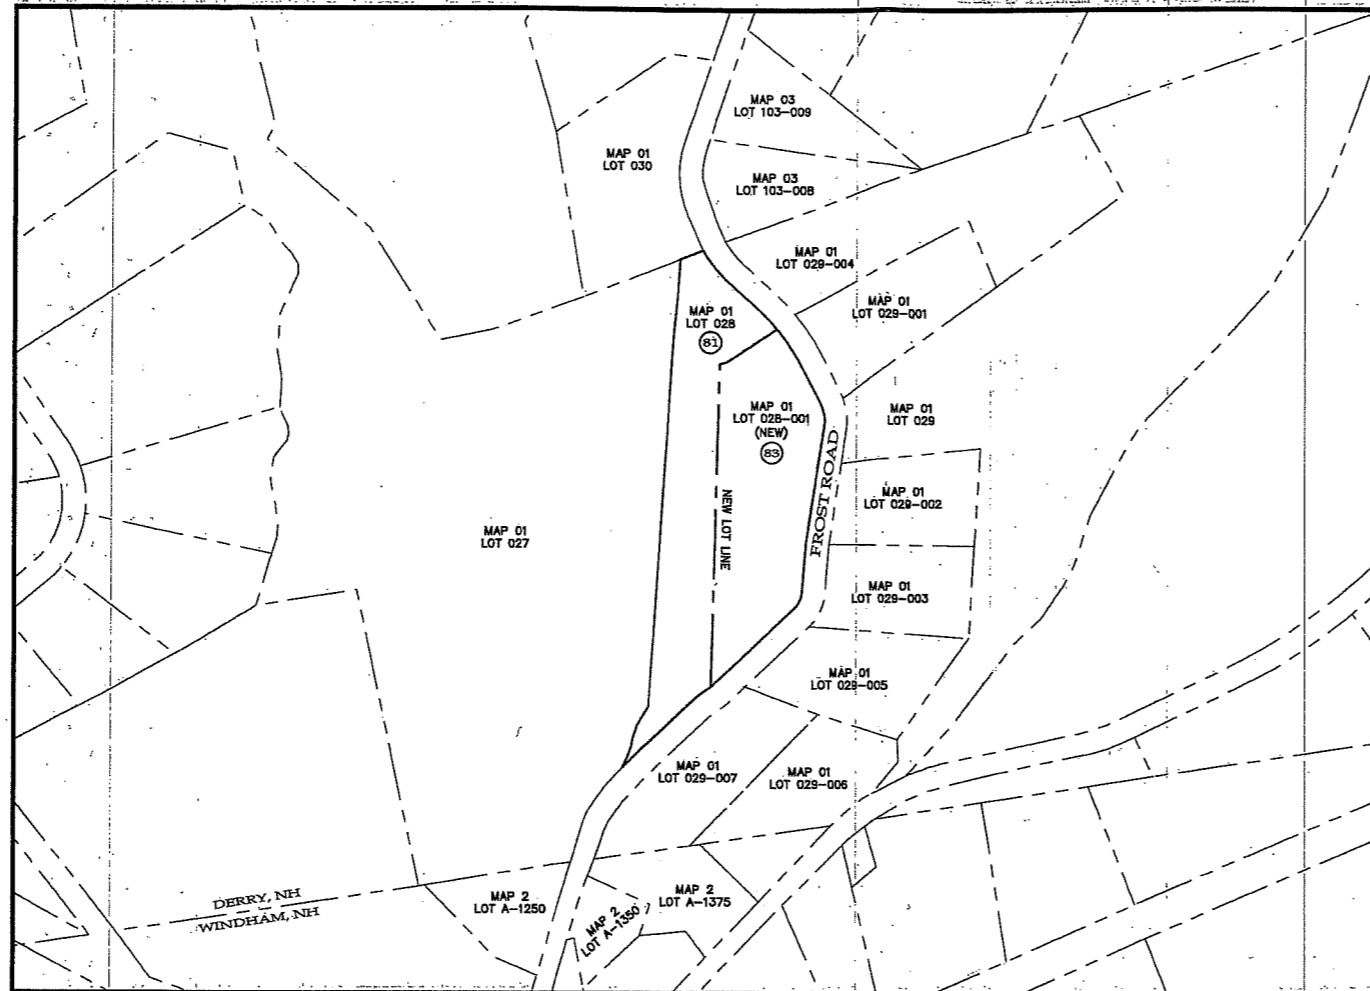 MAP 03
LOT 103-009
MAP 01
LOT 030
MAP 03
LOT 103-008
MAP 01
LOT 029-004
MAP 01
LOT 029-001
MAP 01
LOT 028
81
MAP 01
LOT 028-001
(NEW)
83
MAP 01
LOT 029
FROST ROAD
NEW LOT LINE
MAP 01
LOT 029-002
MAP 01
LOT 027
MAP 01
LOT 029-003
MAP 01
LOT 029-005
MAP 01
LOT 029-007
MAP 01
LOT 029-006
DERRY, NH
WINDHAM, NH
MAP 2
LOT A-1250
MAP 2
LOT A-1350
MAP 2
LOT A-1375